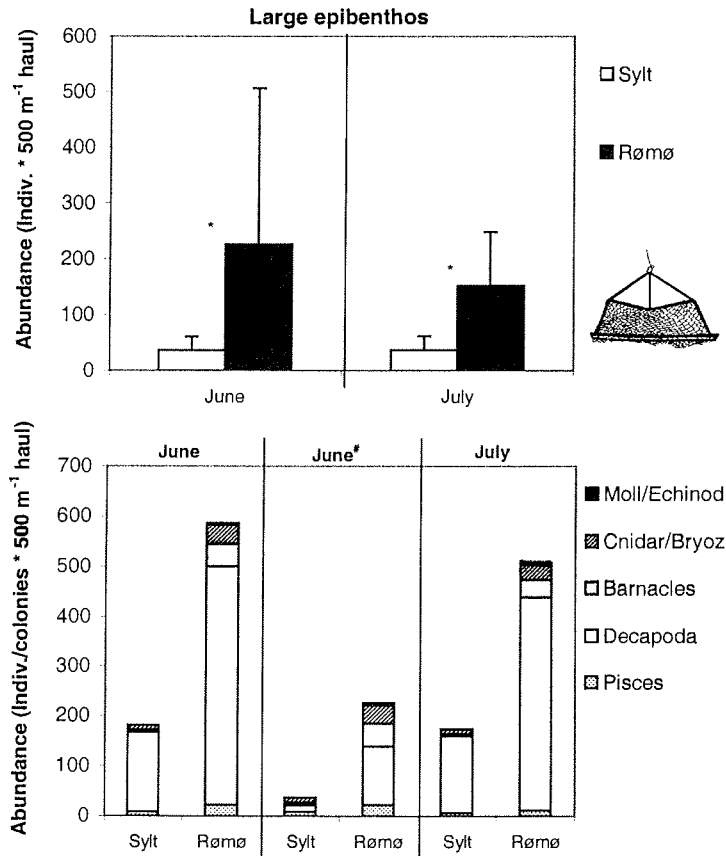 Large epibenthos
Abundance (Indiv. * 500 m⁻¹ haul)
600
500
400
300
200
100
0
*
*
June
July
Sylt
Rømø
Abundance (Indiv./colonies * 500 m⁻¹ haul)
June
June#
July
700
600
500
400
300
200
100
0
Sylt
Rømø
Sylt
Rømø
Sylt
Rømø
Moll/Echinod
Cnidar/Bryoz
Barnacles
Decapoda
Pisces